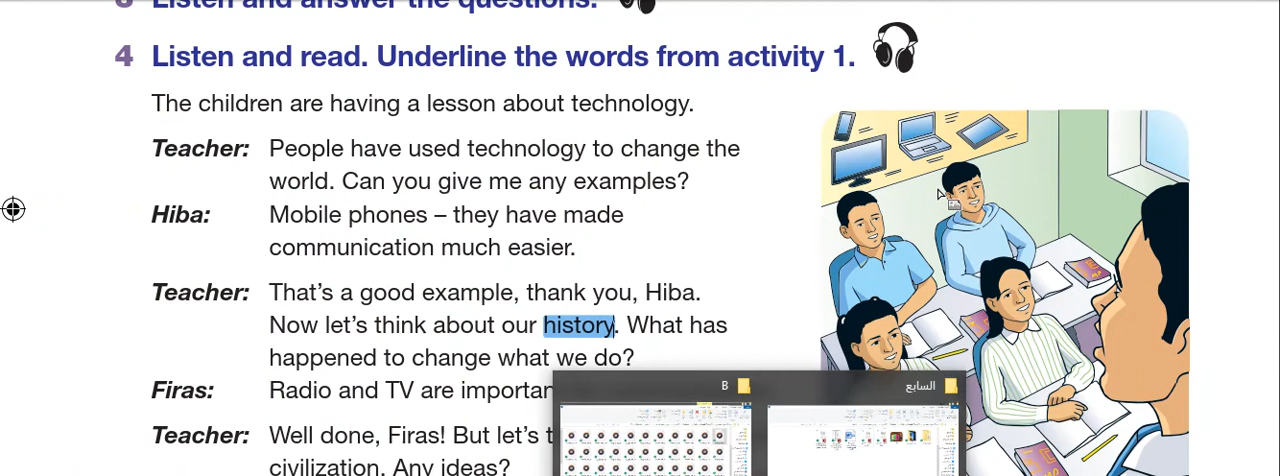 3 Listen and answer the questions.
4 Listen and read. Underline the words from activity 1.
The children are having a lesson about technology.
Teacher: People have used technology to change the
world. Can you give me any examples?
Hiba: Mobile phones – they have made
communication much easier.
Teacher: That's a good example, thank you, Hiba.
Now let's think about our history. What has
happened to change what we do?
B
السابع
Firas: Radio and TV are importan
Teacher: Well done, Firas! But let's t
civilization. Any ideas?